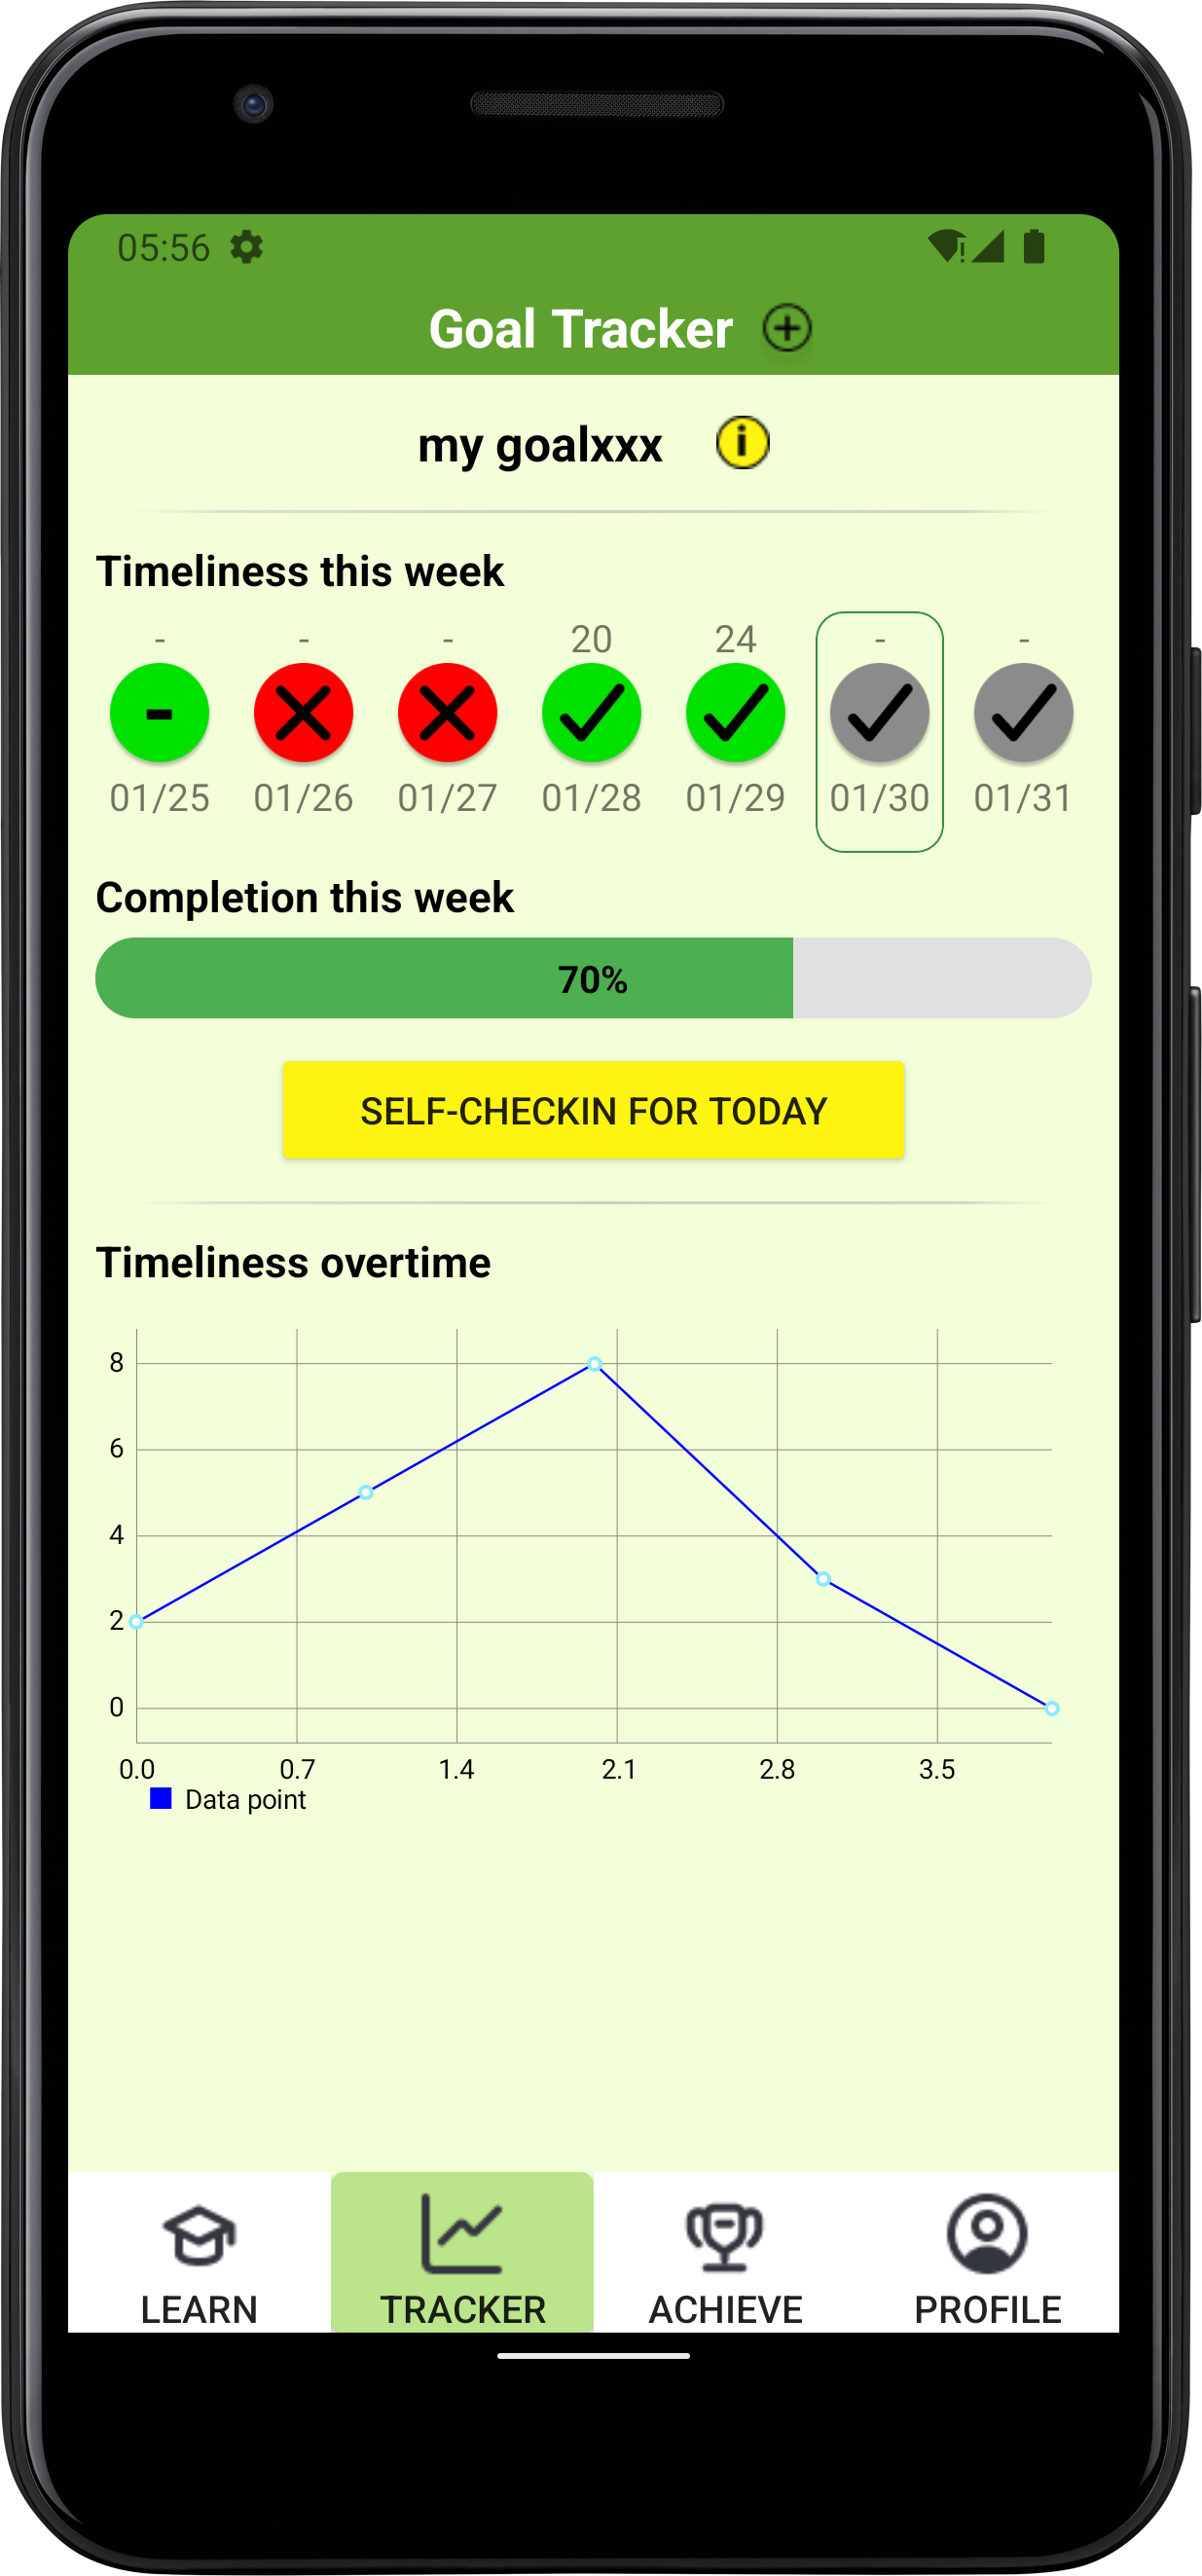 05:56
Goal Tracker
my goalxxx
Timeliness this week
- - - 20 24 - -
01/25 01/26 01/27 01/28 01/29 01/30 01/31
Completion this week
70%
SELF-CHECKIN FOR TODAY
Timeliness overtime
8
6
4
2
0
0.0 0.7 1.4 2.1 2.8 3.5
Data point
LEARN TRACKER ACHIEVE PROFILE